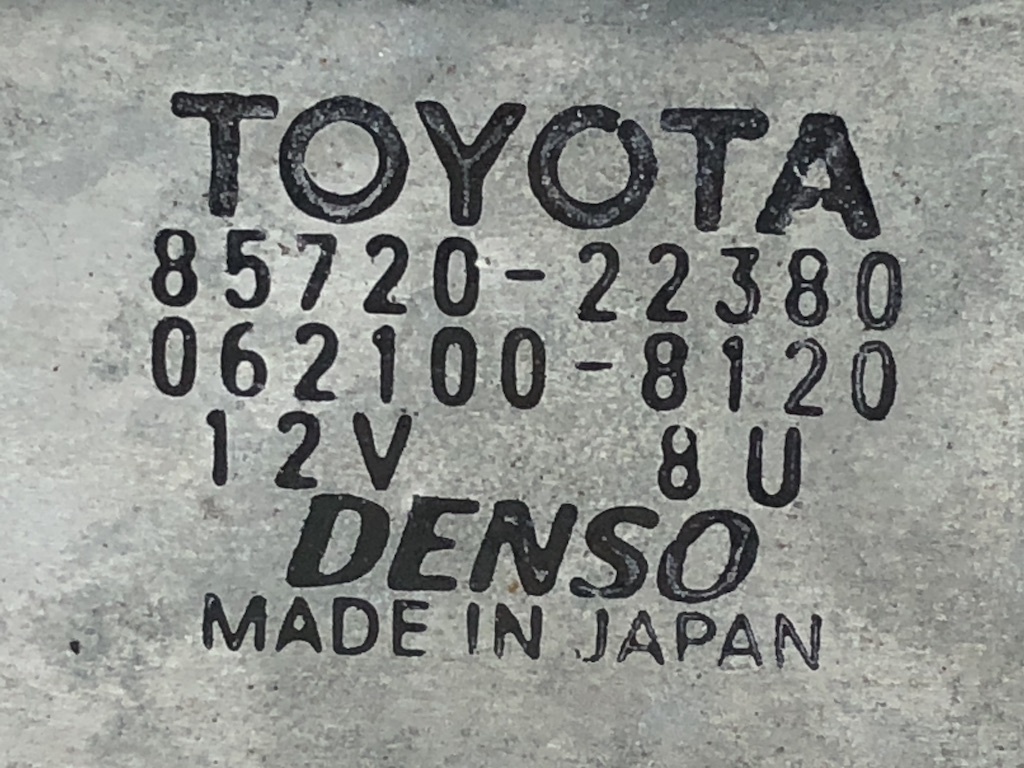 TOYOTA
85720-22380
062100-8120
12V 8U
DENSO
MADE IN JAPAN